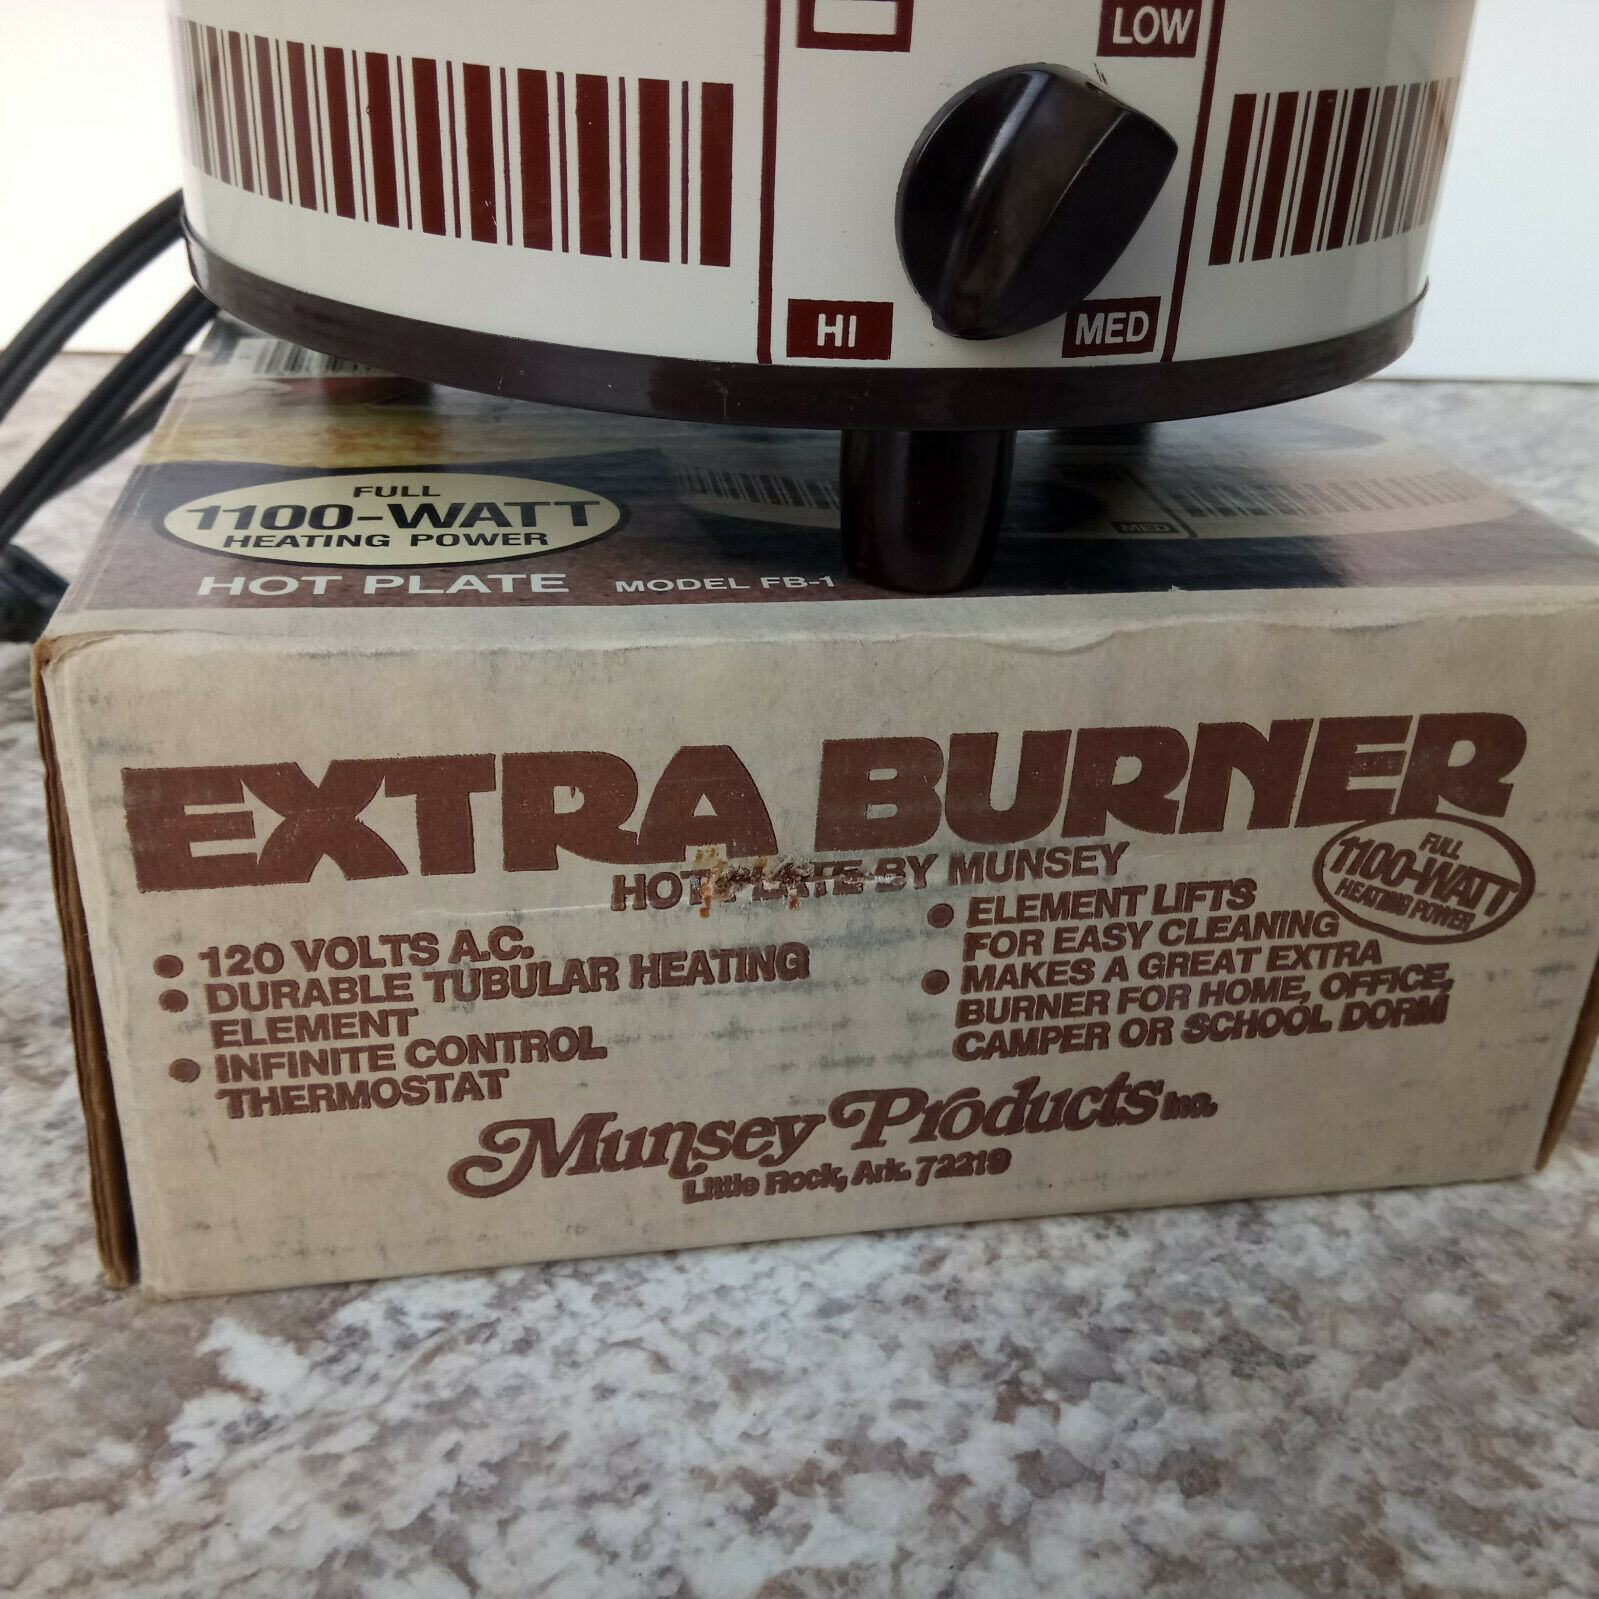 LOW
HI
MED
FULL
1100-WATT
HEATING POWER
HOT PLATE MODEL FB-1
MED
EXTRA BURNER
HOT PLATE BY MUNSEY
FULL
1100-WATT
HEATING POWER
• 120 VOLTS A.C.
• DURABLE TUBULAR HEATING
ELEMENT
• INFINITE CONTROL
THERMOSTAT
• ELEMENT LIFTS
FOR EASY CLEANING
• MAKES A GREAT EXTRA
BURNER FOR HOME, OFFICE,
CAMPER OR SCHOOL DORM
Munsey Products Inc.
Little Rock, Ark. 72219